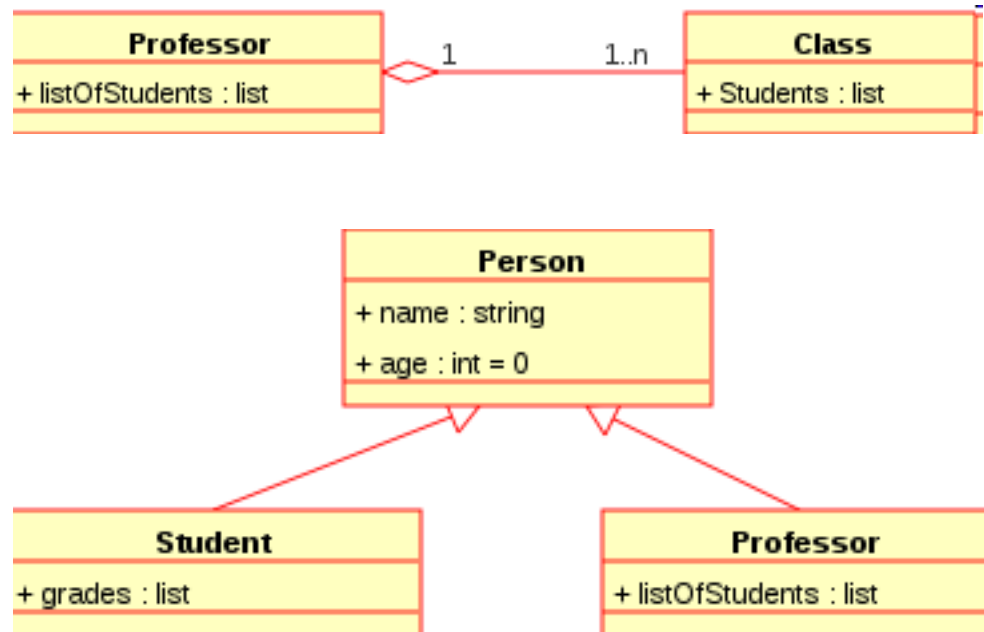 Professor
+ listOfStudents : list
1
1..n
Class
+ Students : list
Person
+ name : string
+ age : int = 0
Student
+ grades : list
Professor
+ listOfStudents : list